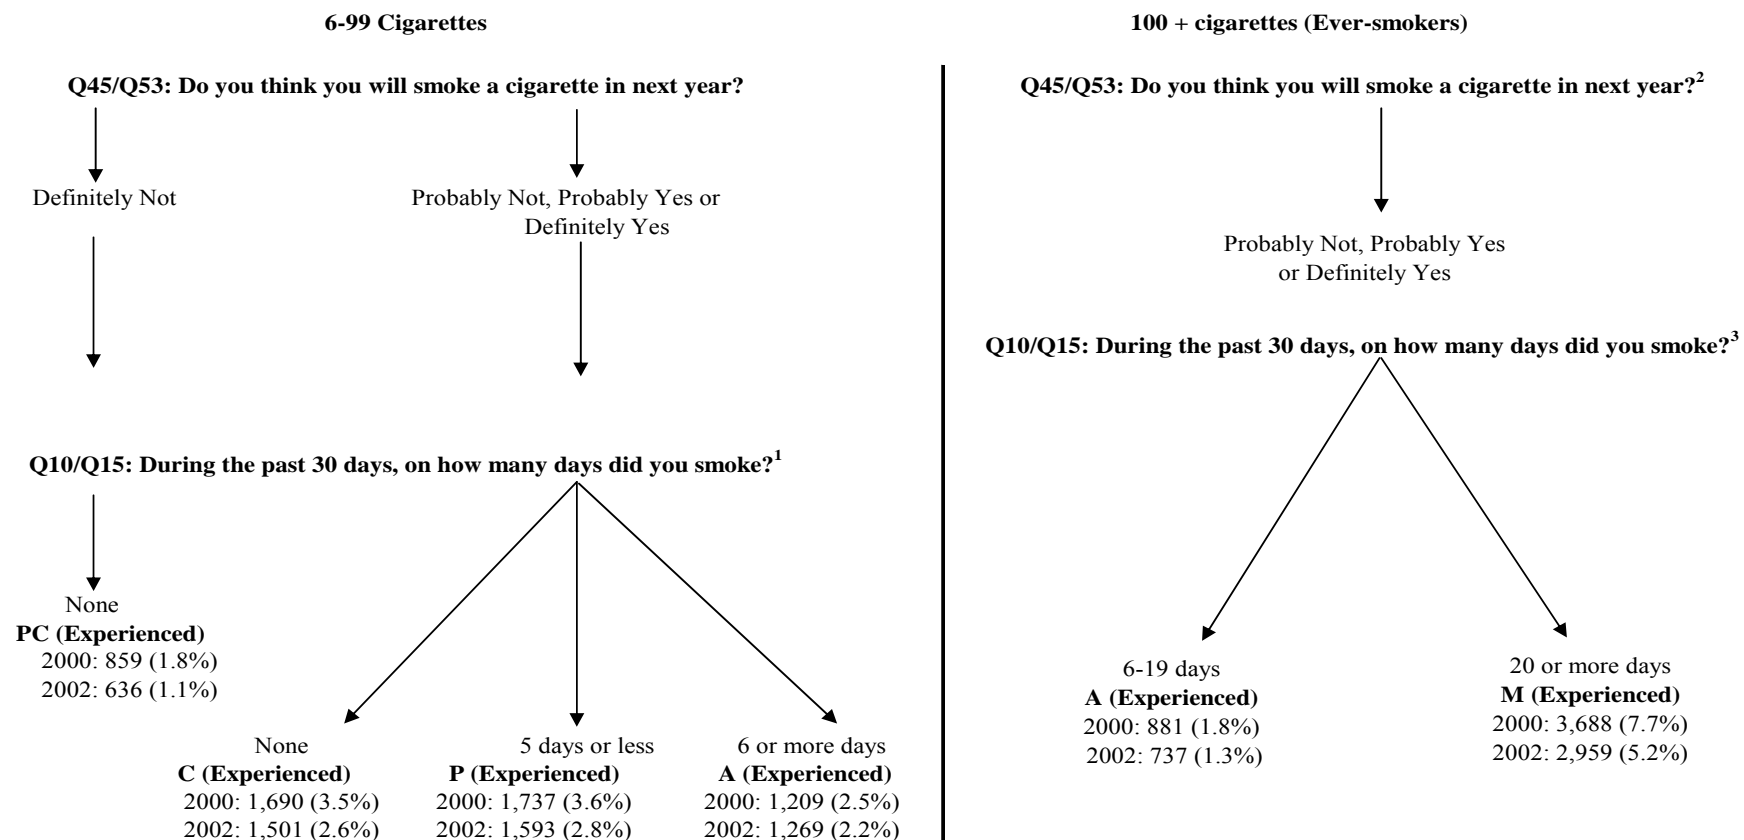 6-99 Cigarettes
Q45/Q53: Do you think you will smoke a cigarette in next year?
Definitely Not
Probably Not, Probably Yes or
Definitely Yes
Q10/Q15: During the past 30 days, on how many days did you smoke?1
None
PC (Experienced)
2000: 859 (1.8%)
2002: 636 (1.1%)
None
C (Experienced)
2000: 1,690 (3.5%)
2002: 1,501 (2.6%)
5 days or less
P (Experienced)
2000: 1,737 (3.6%)
2002: 1,593 (2.8%)
6 or more days
A (Experienced)
2000: 1,209 (2.5%)
2002: 1,269 (2.2%)
100 + cigarettes (Ever-smokers)
Q45/Q53: Do you think you will smoke a cigarette in next year?2
Probably Not, Probably Yes
or Definitely Yes
Q10/Q15: During the past 30 days, on how many days did you smoke?3
6-19 days
A (Experienced)
2000: 881 (1.8%)
2002: 737 (1.3%)
20 or more days
M (Experienced)
2000: 3,688 (7.7%)
2002: 2,959 (5.2%)